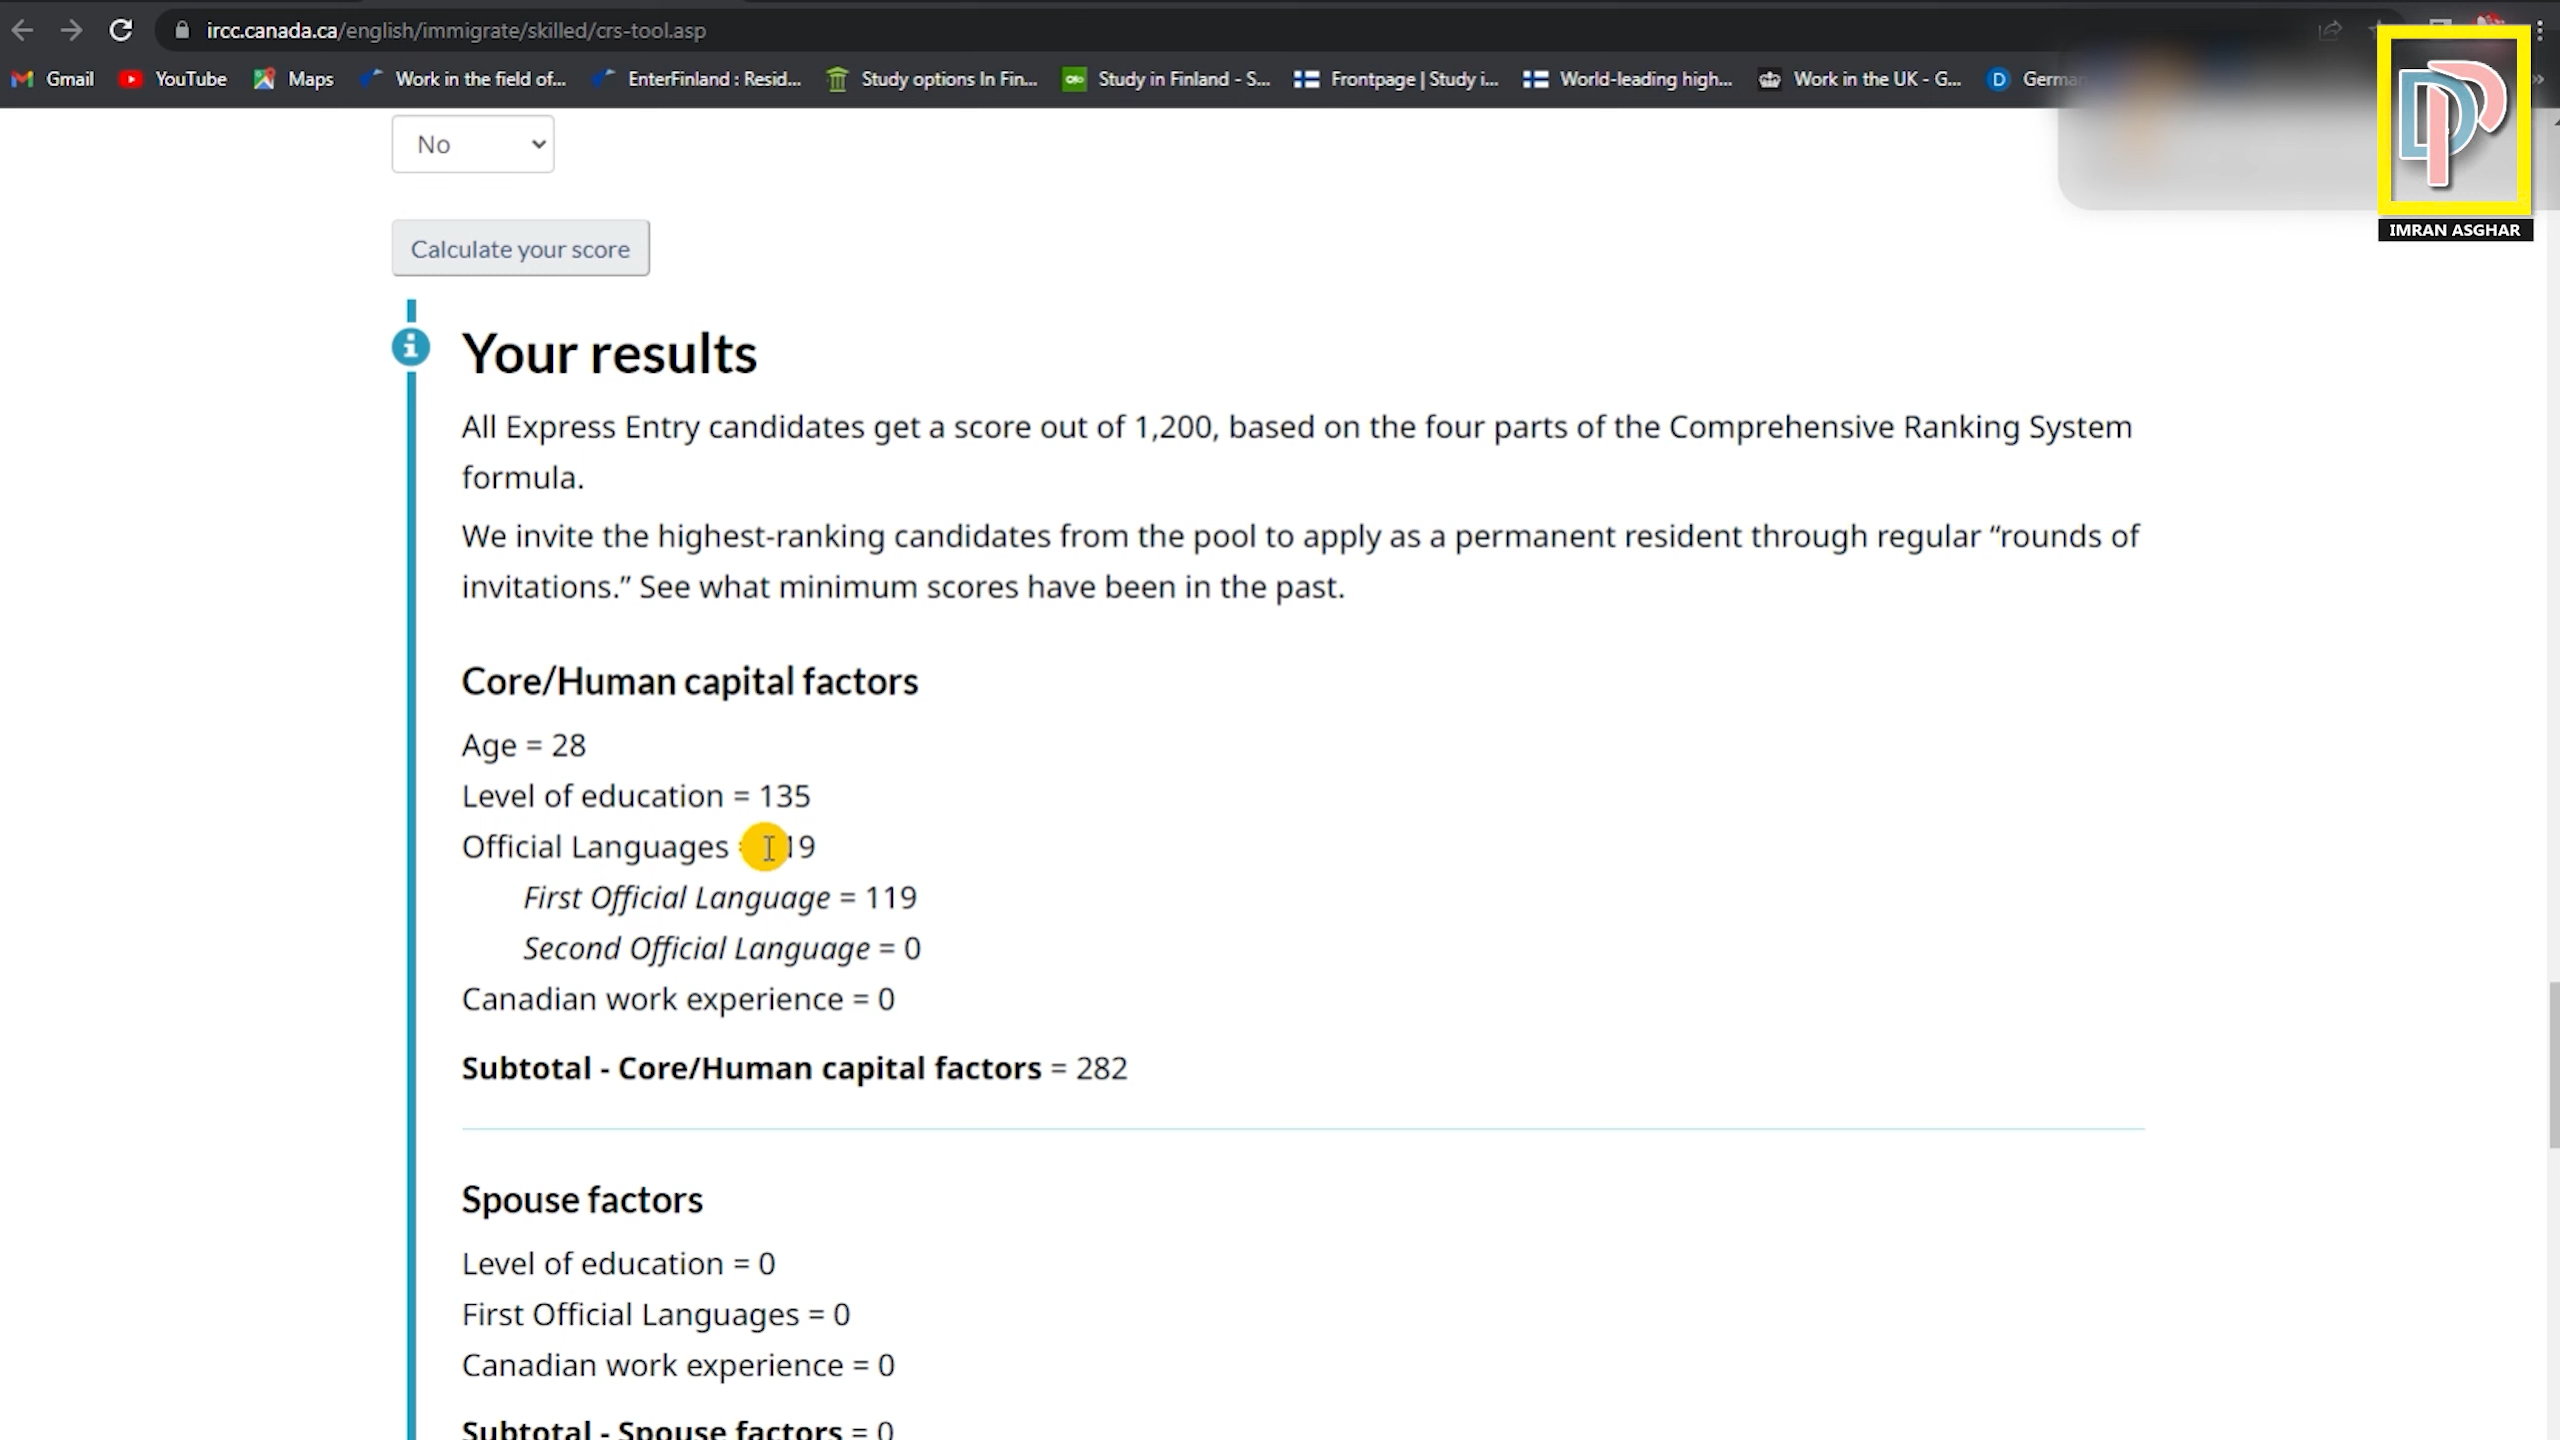 ircc.canada.ca/english/immigrate/skilled/crs-tool.asp
Gmail YouTube Maps Work in the field of... EnterFinland : Resid... Study options In Fin... Study in Finland - S... Frontpage | Study i... World-leading high... Work in the UK - G... German »
IMRAN ASGHAR
No
Calculate your score
Your results
All Express Entry candidates get a score out of 1,200, based on the four parts of the Comprehensive Ranking System
formula.
We invite the highest-ranking candidates from the pool to apply as a permanent resident through regular “rounds of
invitations.” See what minimum scores have been in the past.
Core/Human capital factors
Age = 28
Level of education = 135
Official Languages 19
First Official Language = 119
Second Official Language = 0
Canadian work experience = 0
Subtotal - Core/Human capital factors = 282
Spouse factors
Level of education = 0
First Official Languages = 0
Canadian work experience = 0
Subtotal - Spouse factors = 0